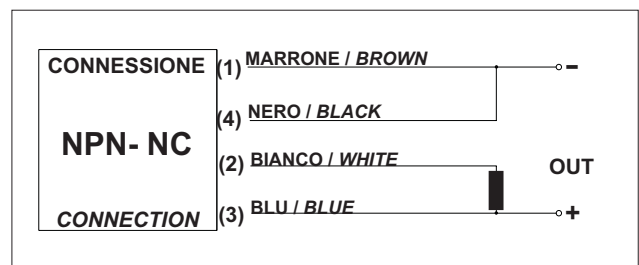 CONNESSIONE (1) MARRONE / BROWN -
(4) NERO / BLACK
NPN- NC
(2) BIANCO / WHITE OUT
CONNECTION (3) BLU / BLUE +